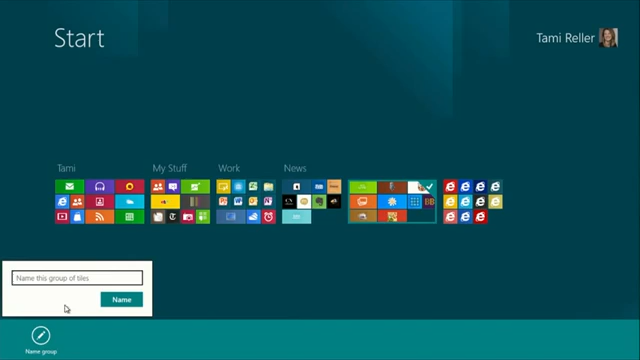 Start
Tami Reller
Tami
My Stuff
Work
News
Name this group of tiles
Name
Name group